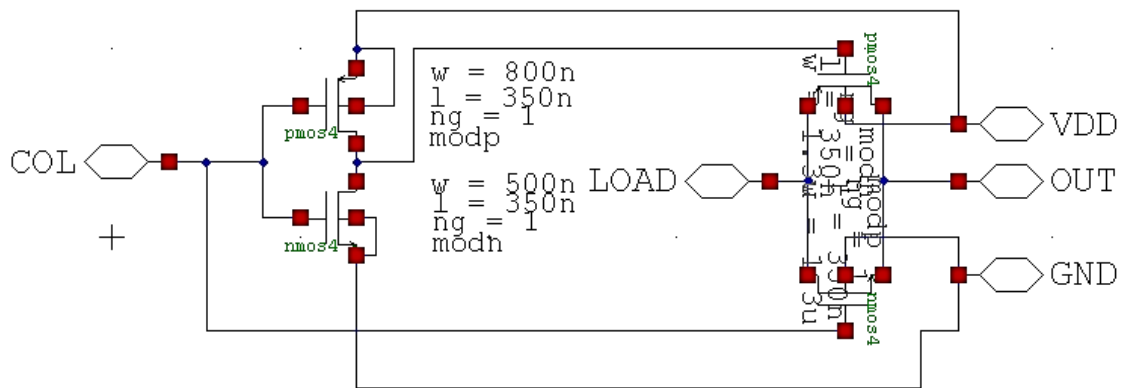 pmos4
w = 800n
l = 350n
ng = 1
modp
pmos4
VDD
COL
LOAD
OUT
w = 500n
l = 350n
ng = 1
modn
nmos4
GND
nmos4